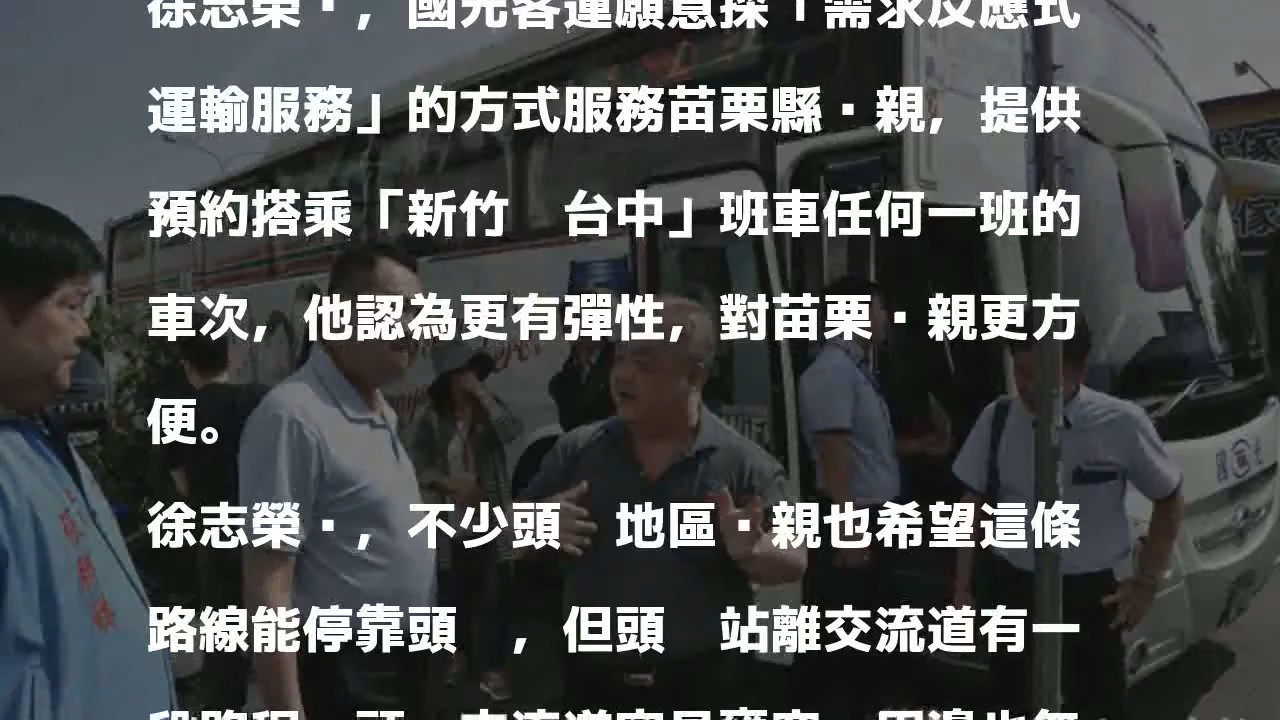 徐志榮·，國光客運願意採「需求反應式
運輸服務」的方式服務苗栗縣·親，提供
預約搭乘「新竹　台中」班車任何一班的
車次，他認為更有彈性，對苗栗·親更方
便。
徐志榮·，不少頭　地區·親也希望這條
路線能停靠頭　，但頭　站離交流道有一